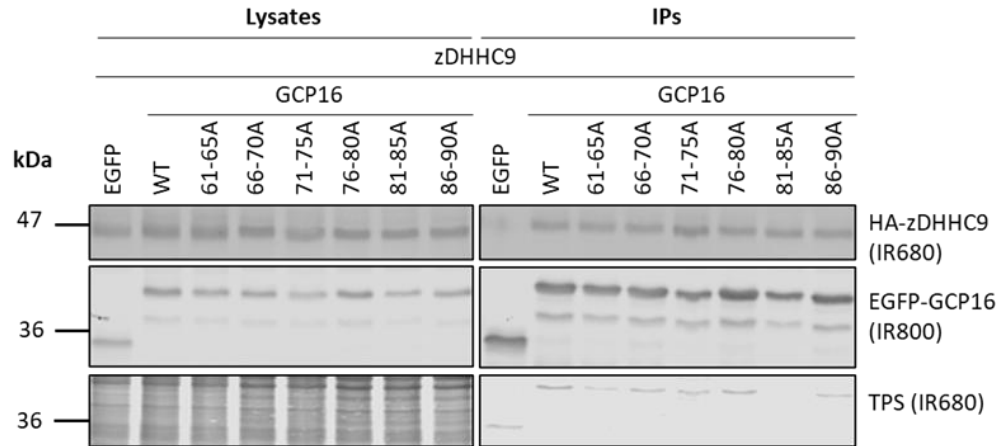 Lysates IPs
zDHHC9
GCP16 GCP16
kDa
EGFP WT 61-65A 66-70A 71-75A 76-80A 81-85A 86-90A EGFP WT 61-65A 66-70A 71-75A 76-80A 81-85A 86-90A
47
HA-zDHHC9
(IR680)
EGFP-GCP16
36
(IR800)
TPS (IR680)
36